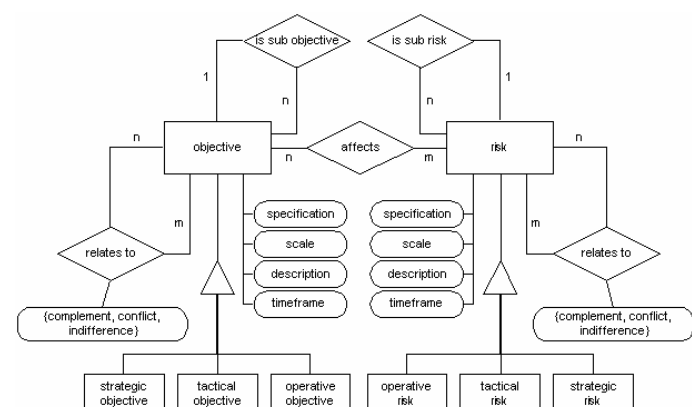 is sub objective
is sub risk
1
n
n
1
n
objective
n
affects
m
risk
n
m
m
specification
specification
scale
scale
relates to
description
description
relates to
timeframe
timeframe
{complement, conflict,
indifference}
{complement, conflict,
indifference}
strategic
objective
tactical
objective
operative
objective
operative
risk
tactical
risk
strategic
risk